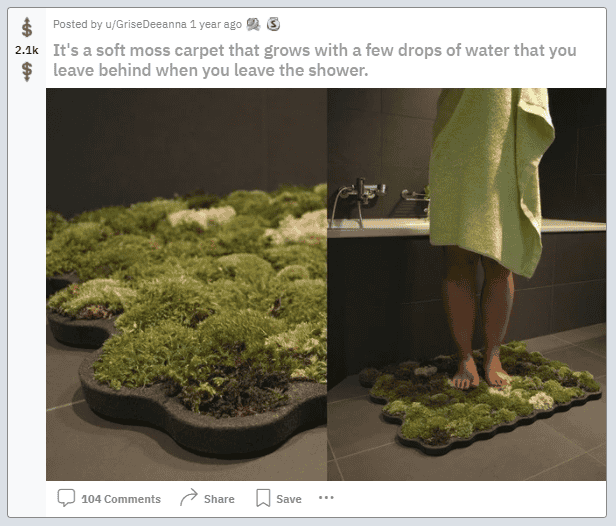 Posted by u/GriseDeeanna 1 year ago
2.1k
It's a soft moss carpet that grows with a few drops of water that you
leave behind when you leave the shower.
104 Comments Share Save